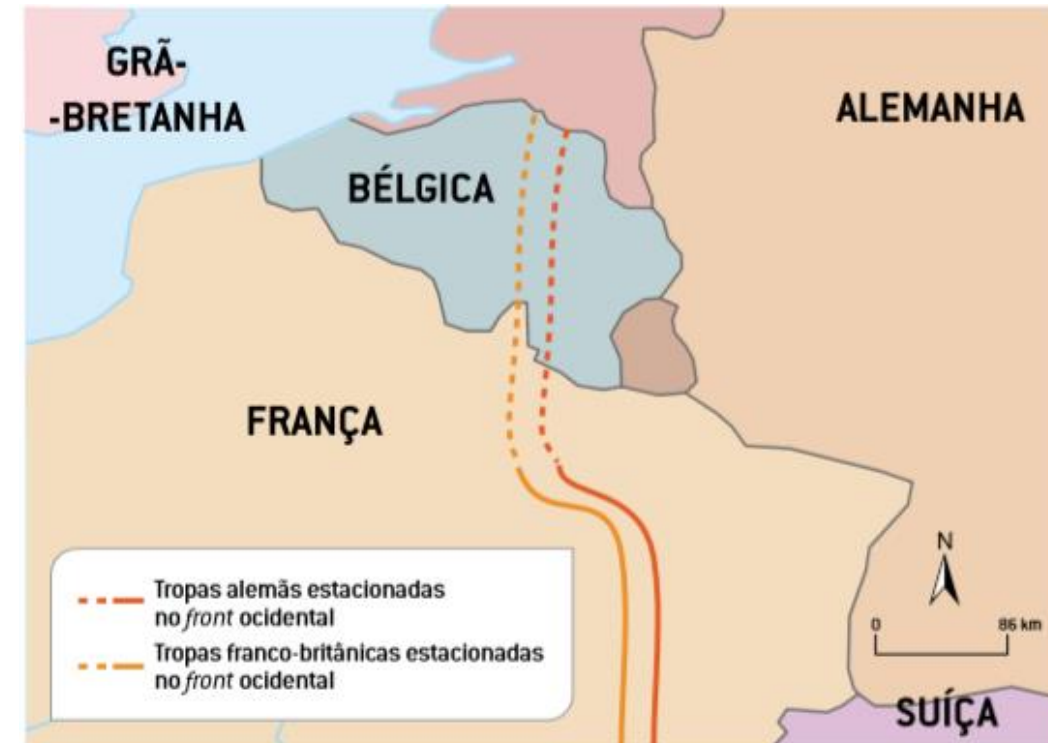 GRÃ-
-BRETANHA
ALEMANHA
BÉLGICA
FRANÇA
N
0 86 km
SUÍÇA
Tropas alemãs estacionadas
no front ocidental
Tropas franco-britânicas estacionadas
no front ocidental